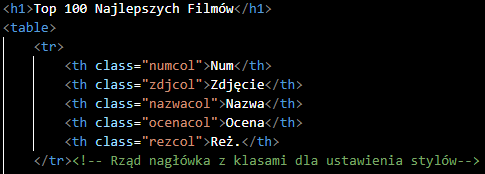 <h1>Top 100 Najlepszych Filmów</h1>
<table>
<tr>
<th class="numcol">Num</th>
<th class="zdjcol">Zdjęcie</th>
<th class="nazwacol">Nazwa</th>
<th class="ocenacol">Ocena</th>
<th class="rezcol">Reż.</th>
</tr><!-- Rząd nagłówka z klasami dla ustawienia stylów-->